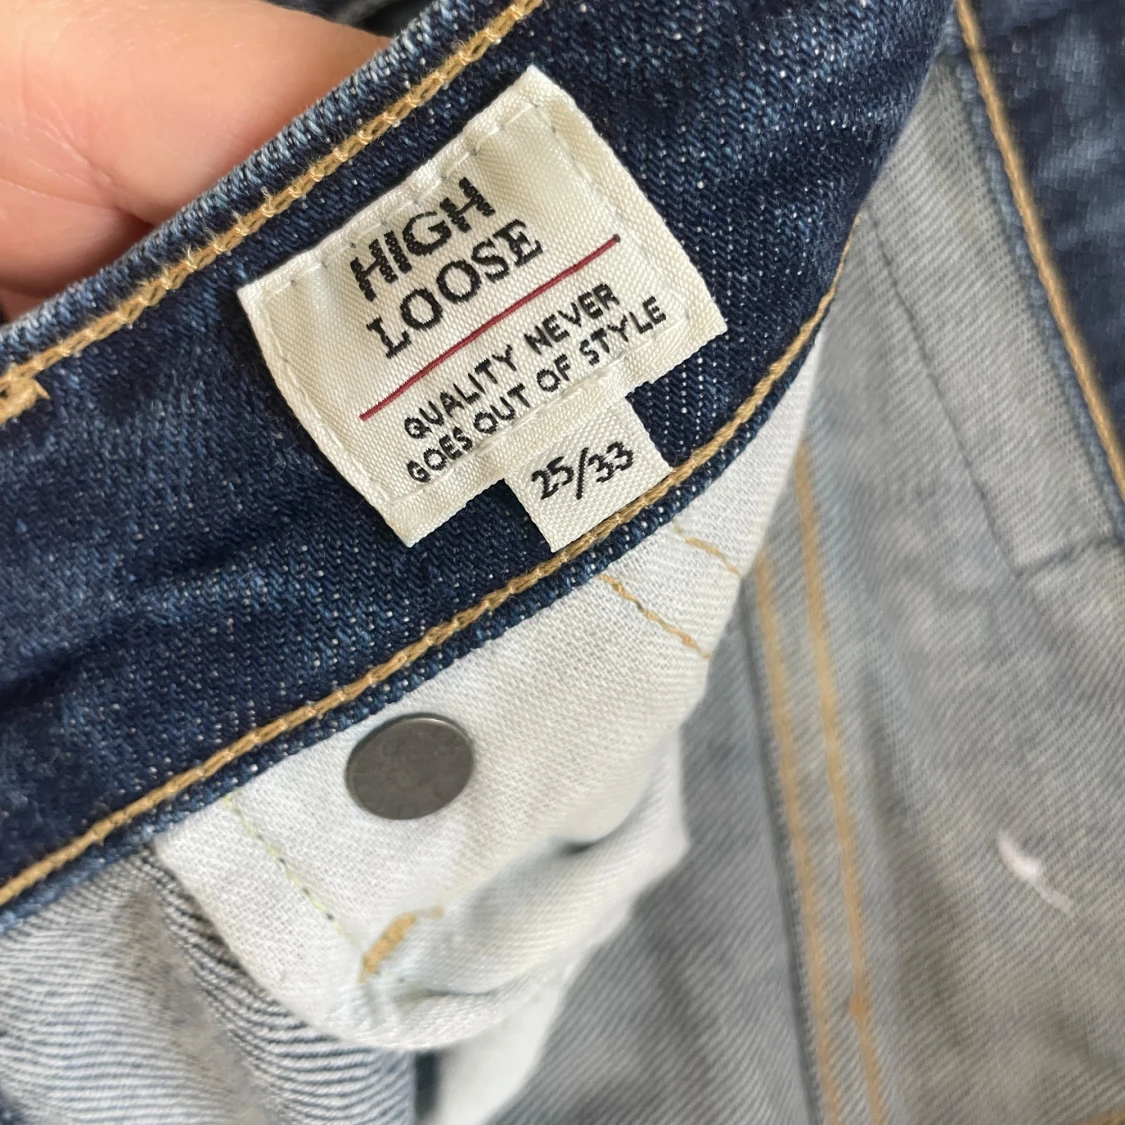 HIGH
LOOSE
QUALITY NEVER
GOES OUT OF STYLE
25/33